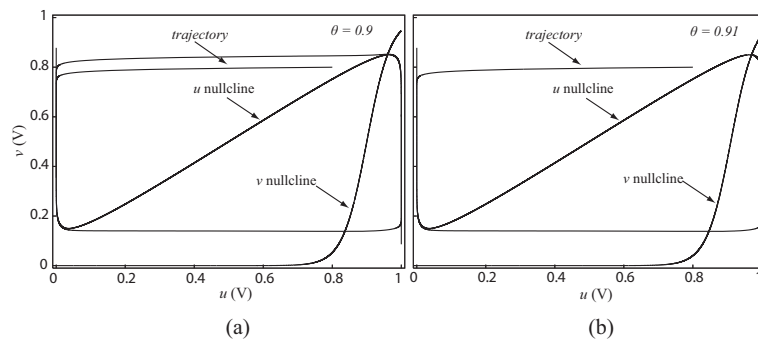 1
θ = 0.9
trajectory
0.8
u nullcline
0.6
v (V)
0.4
v nullcline
0.2
0
0 0.2 0.4 0.6 0.8 1
u (V)
(a)
θ = 0.91
trajectory
u nullcline
v nullcline
0 0.2 0.4 0.6 0.8 1
u (V)
(b)